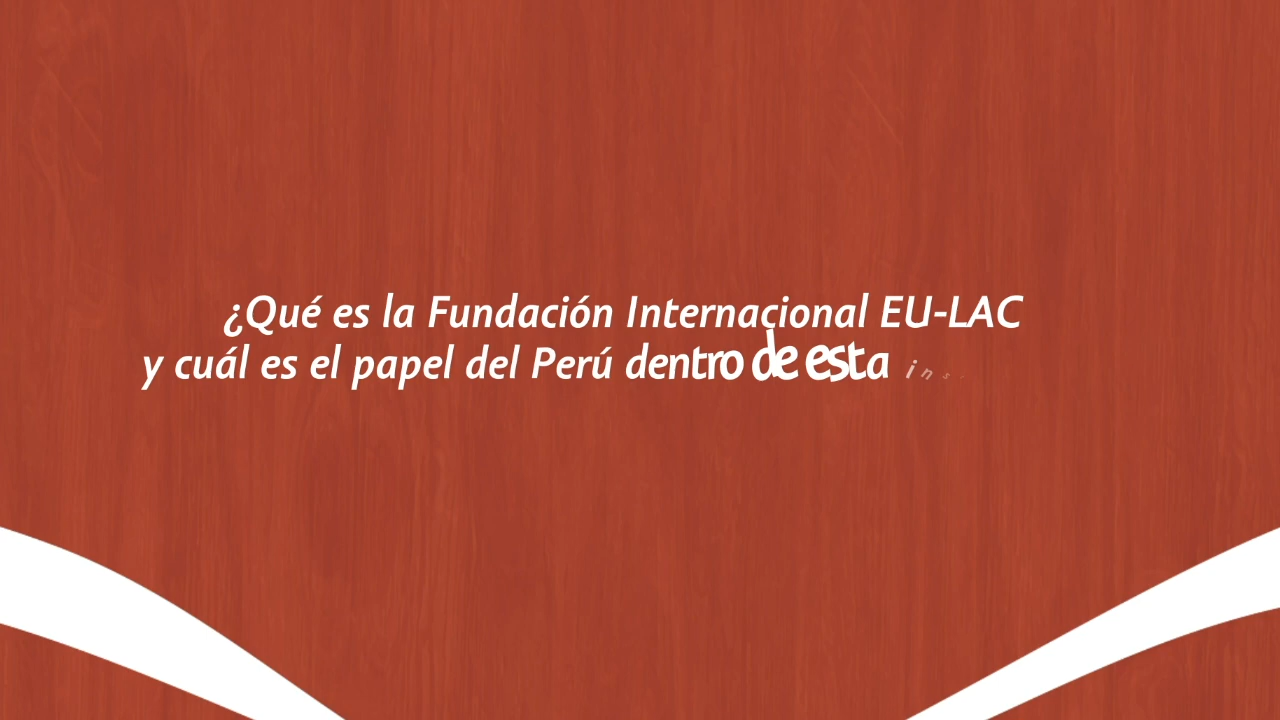 ¿Qué es la Fundación Internacional EU-LAC
y cuál es el papel del Perú dentro de esta